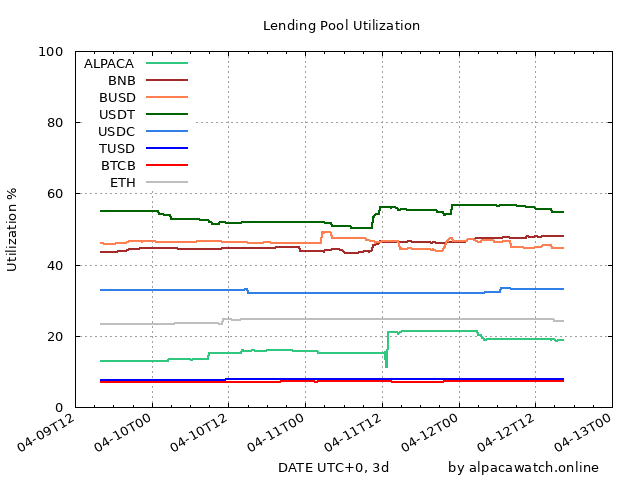 Lending Pool Utilization
100
80
60
40
20
0
Utilization %
ALPACA
BNB
BUSD
USDT
USDC
TUSD
BTCB
ETH
04-09T12
04-10T00
04-10T12
04-11T00
04-11T12
04-12T00
04-12T12
04-13T00
DATE UTC+0, 3d
by alpacawatch.online